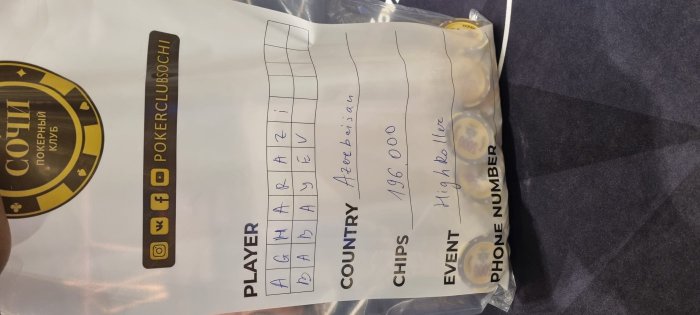 СОЧИ
ПОКЕРНЫЙ
КЛУБ
POKERCLUBSOCHI
PLAYER
AGHARAZi
BABAYEV
COUNTRY Azerbaijan
CHIPS 196.000
EVENT HighRoller
PHONE NUMBER